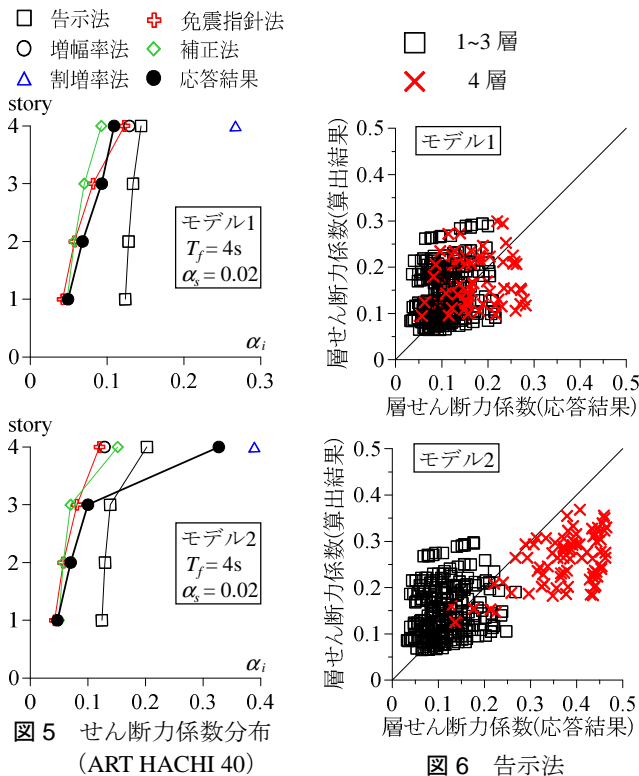 告示法
免震指針法
増幅率法
補正法
割増率法
応答結果
story
4
3
2
1
0
モデル1
T_f = 4s
α_s = 0.02
α_i
0 0.1 0.2 0.3
story
4
3
2
1
0
モデル2
T_f = 4s
α_s = 0.02
α_i
0 0.1 0.2 0.3 0.4
図5 せん断力係数分布
(ART HACHI 40)
1~3 層
4 層
層せん断力係数(算出結果)
0.5
0.4
0.3
0.2
0.1
0
モデル1
0 0.1 0.2 0.3 0.4 0.5
層せん断力係数(応答結果)
層せん断力係数(算出結果)
0.5
0.4
0.3
0.2
0.1
0
モデル2
0 0.1 0.2 0.3 0.4 0.5
層せん断力係数(応答結果)
図6 告示法